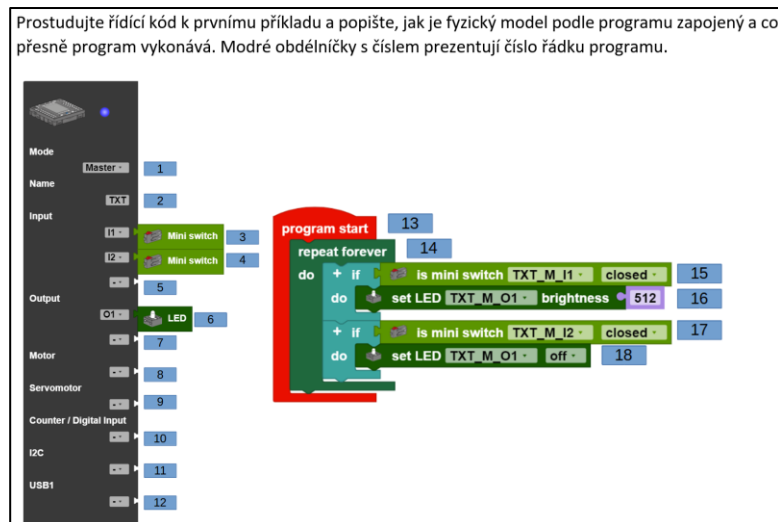 Prostudujte řídící kód k prvnímu příkladu a popište, jak je fyzický model podle programu zapojený a co
přesně program vykonává. Modré obdélníčky s číslem prezentují číslo řádku programu.
Mode
Master 1
Name
TXT 2
Input
I1 Mini switch 3
I2 Mini switch 4
- 5
Output
O1 LED 6
- 7
Motor
- 8
Servomotor
- 9
Counter / Digital Input
- 10
I2C
- 11
USB1
- 12
program start 13
repeat forever 14
do + if is mini switch TXT_M_I1 closed 15
do set LED TXT_M_O1 brightness 512 16
+ if is mini switch TXT_M_I2 closed 17
do set LED TXT_M_O1 off 18